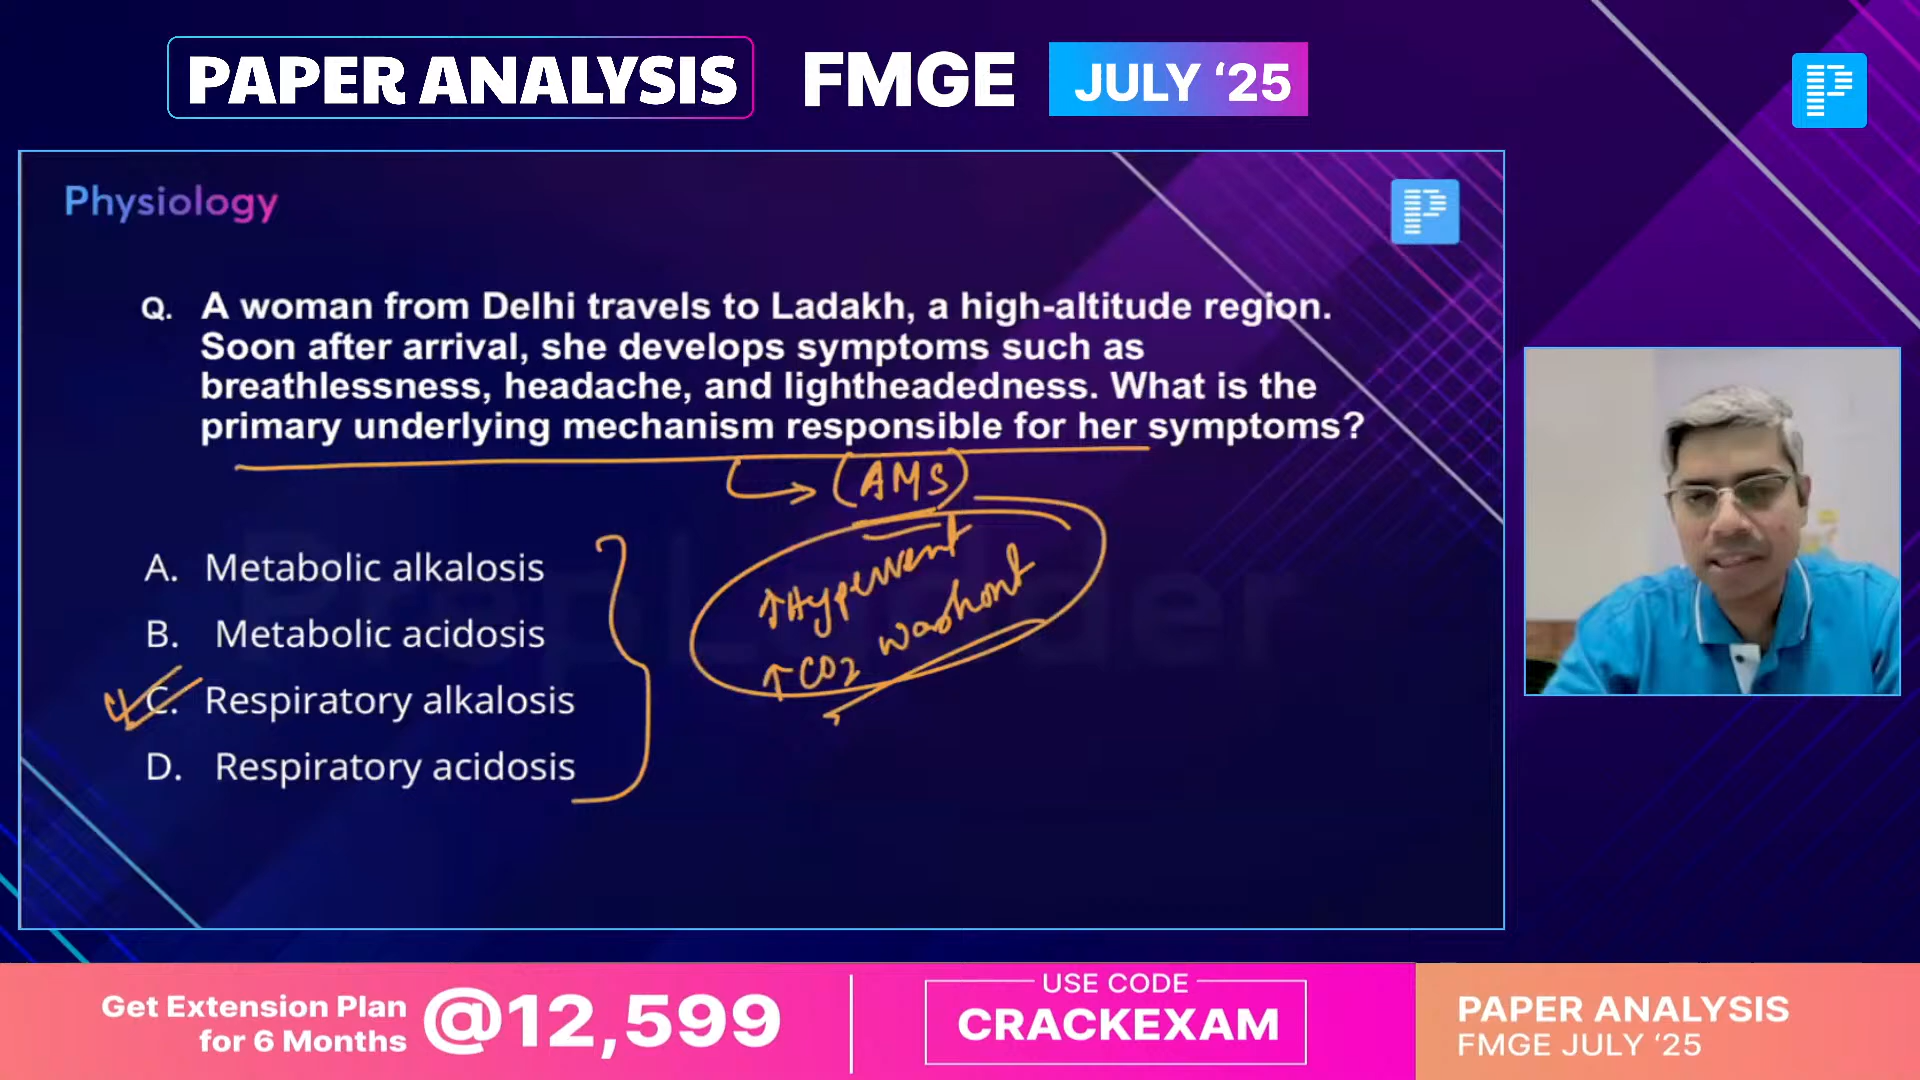 PAPER ANALYSIS FMGE JULY ‘25
Physiology
Q. A woman from Delhi travels to Ladakh, a high-altitude region.
Soon after arrival, she develops symptoms such as
breathlessness, headache, and lightheadedness. What is the
primary underlying mechanism responsible for her symptoms?
(AMS)
A. Metabolic alkalosis
B. Metabolic acidosis
C. Respiratory alkalosis
D. Respiratory acidosis
↑Hypervent
↑CO2 washout
PrepLadder
Get Extension Plan
for 6 Months
@12,599
USE CODE
CRACKEXAM
PAPER ANALYSIS
FMGE JULY ‘25